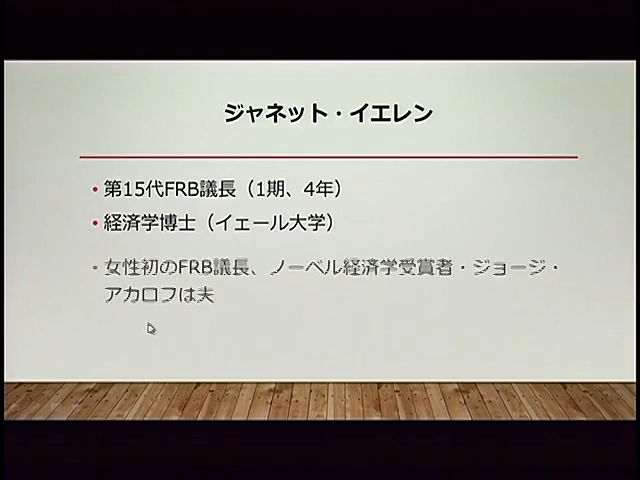 ジャネット・イエレン
• 第15代FRB議長（1期、4年）
• 経済学博士（イェール大学）
• 女性初のFRB議長、ノーベル経済学受賞者・ジョージ・
アカロフは夫